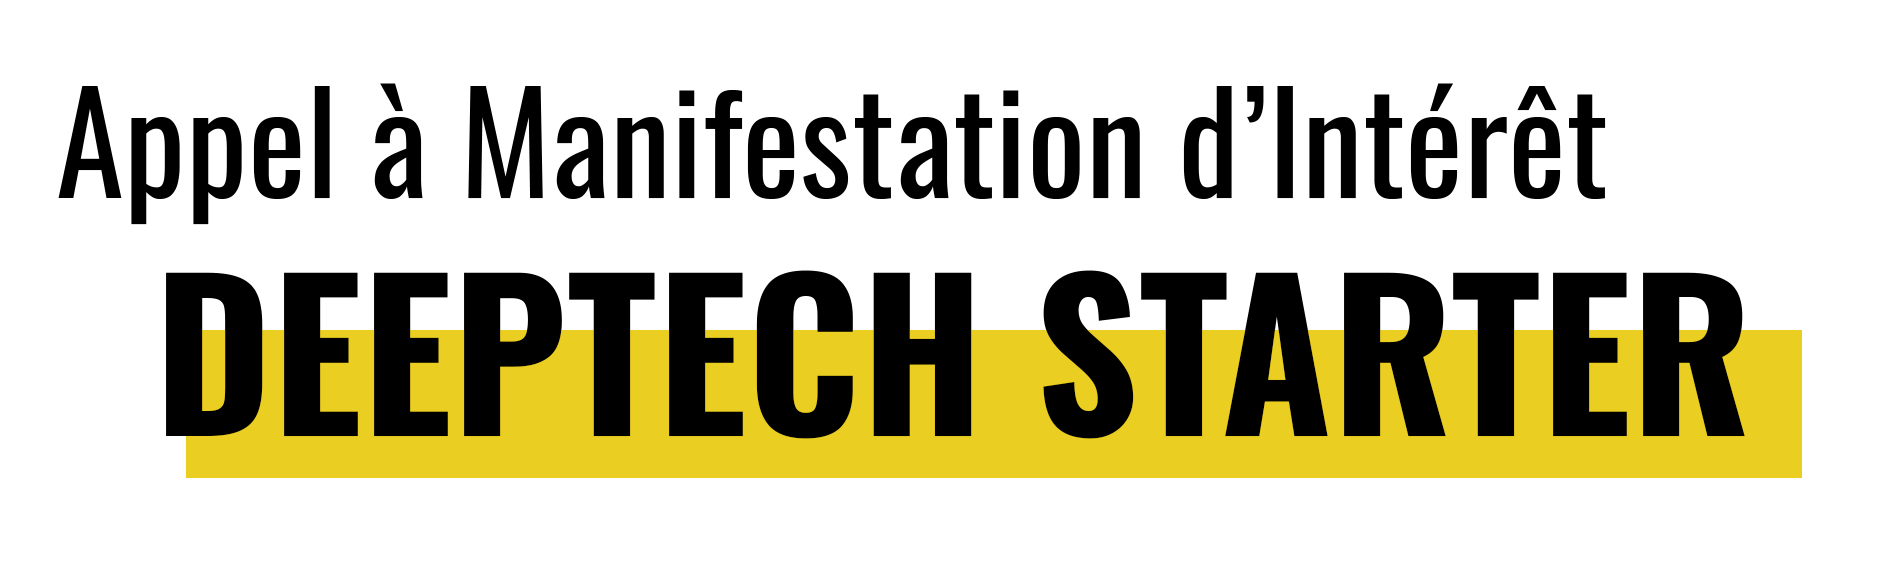 Appel à Manifestation d’Intérêt
DEEPTECH STARTER